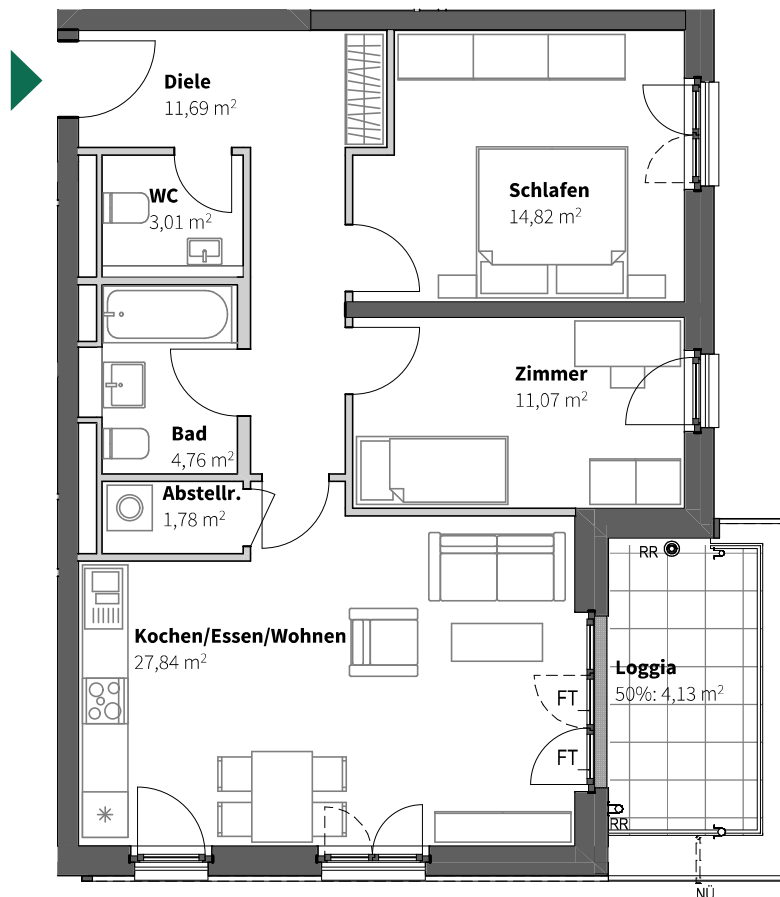 Diele
11,69 m²
WC
3,01 m²
Schlafen
14,82 m²
Zimmer
11,07 m²
Bad
4,76 m²
Abstellr.
1,78 m²
RR
Kochen/Essen/Wohnen
27,84 m²
Loggia
50%: 4,13 m²
FT
FT
RR
NÜ